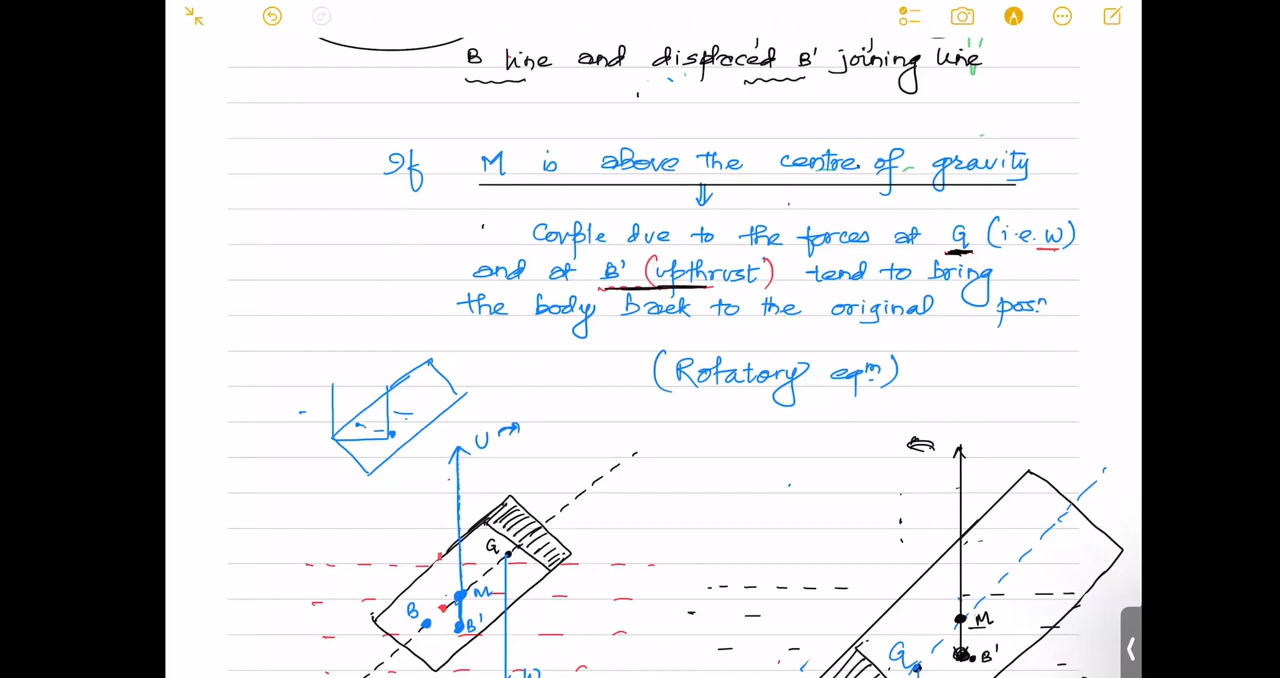 B line and displaced B' joining line
If M is above the centre of gravity
⇓
Couple due to the forces at G (i.e. W)
and at B' (upthrust) tend to bring
the body back to the original posn
(Rotatory eqm)
U
G
M
B
B'
W
M
B'
G